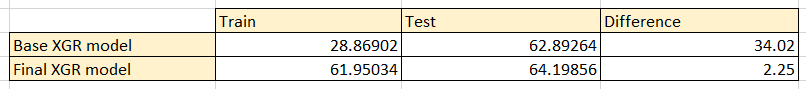 Train Test Difference
Base XGR model 28.86902 62.89264 34.02
Final XGR model 61.95034 64.19856 2.25